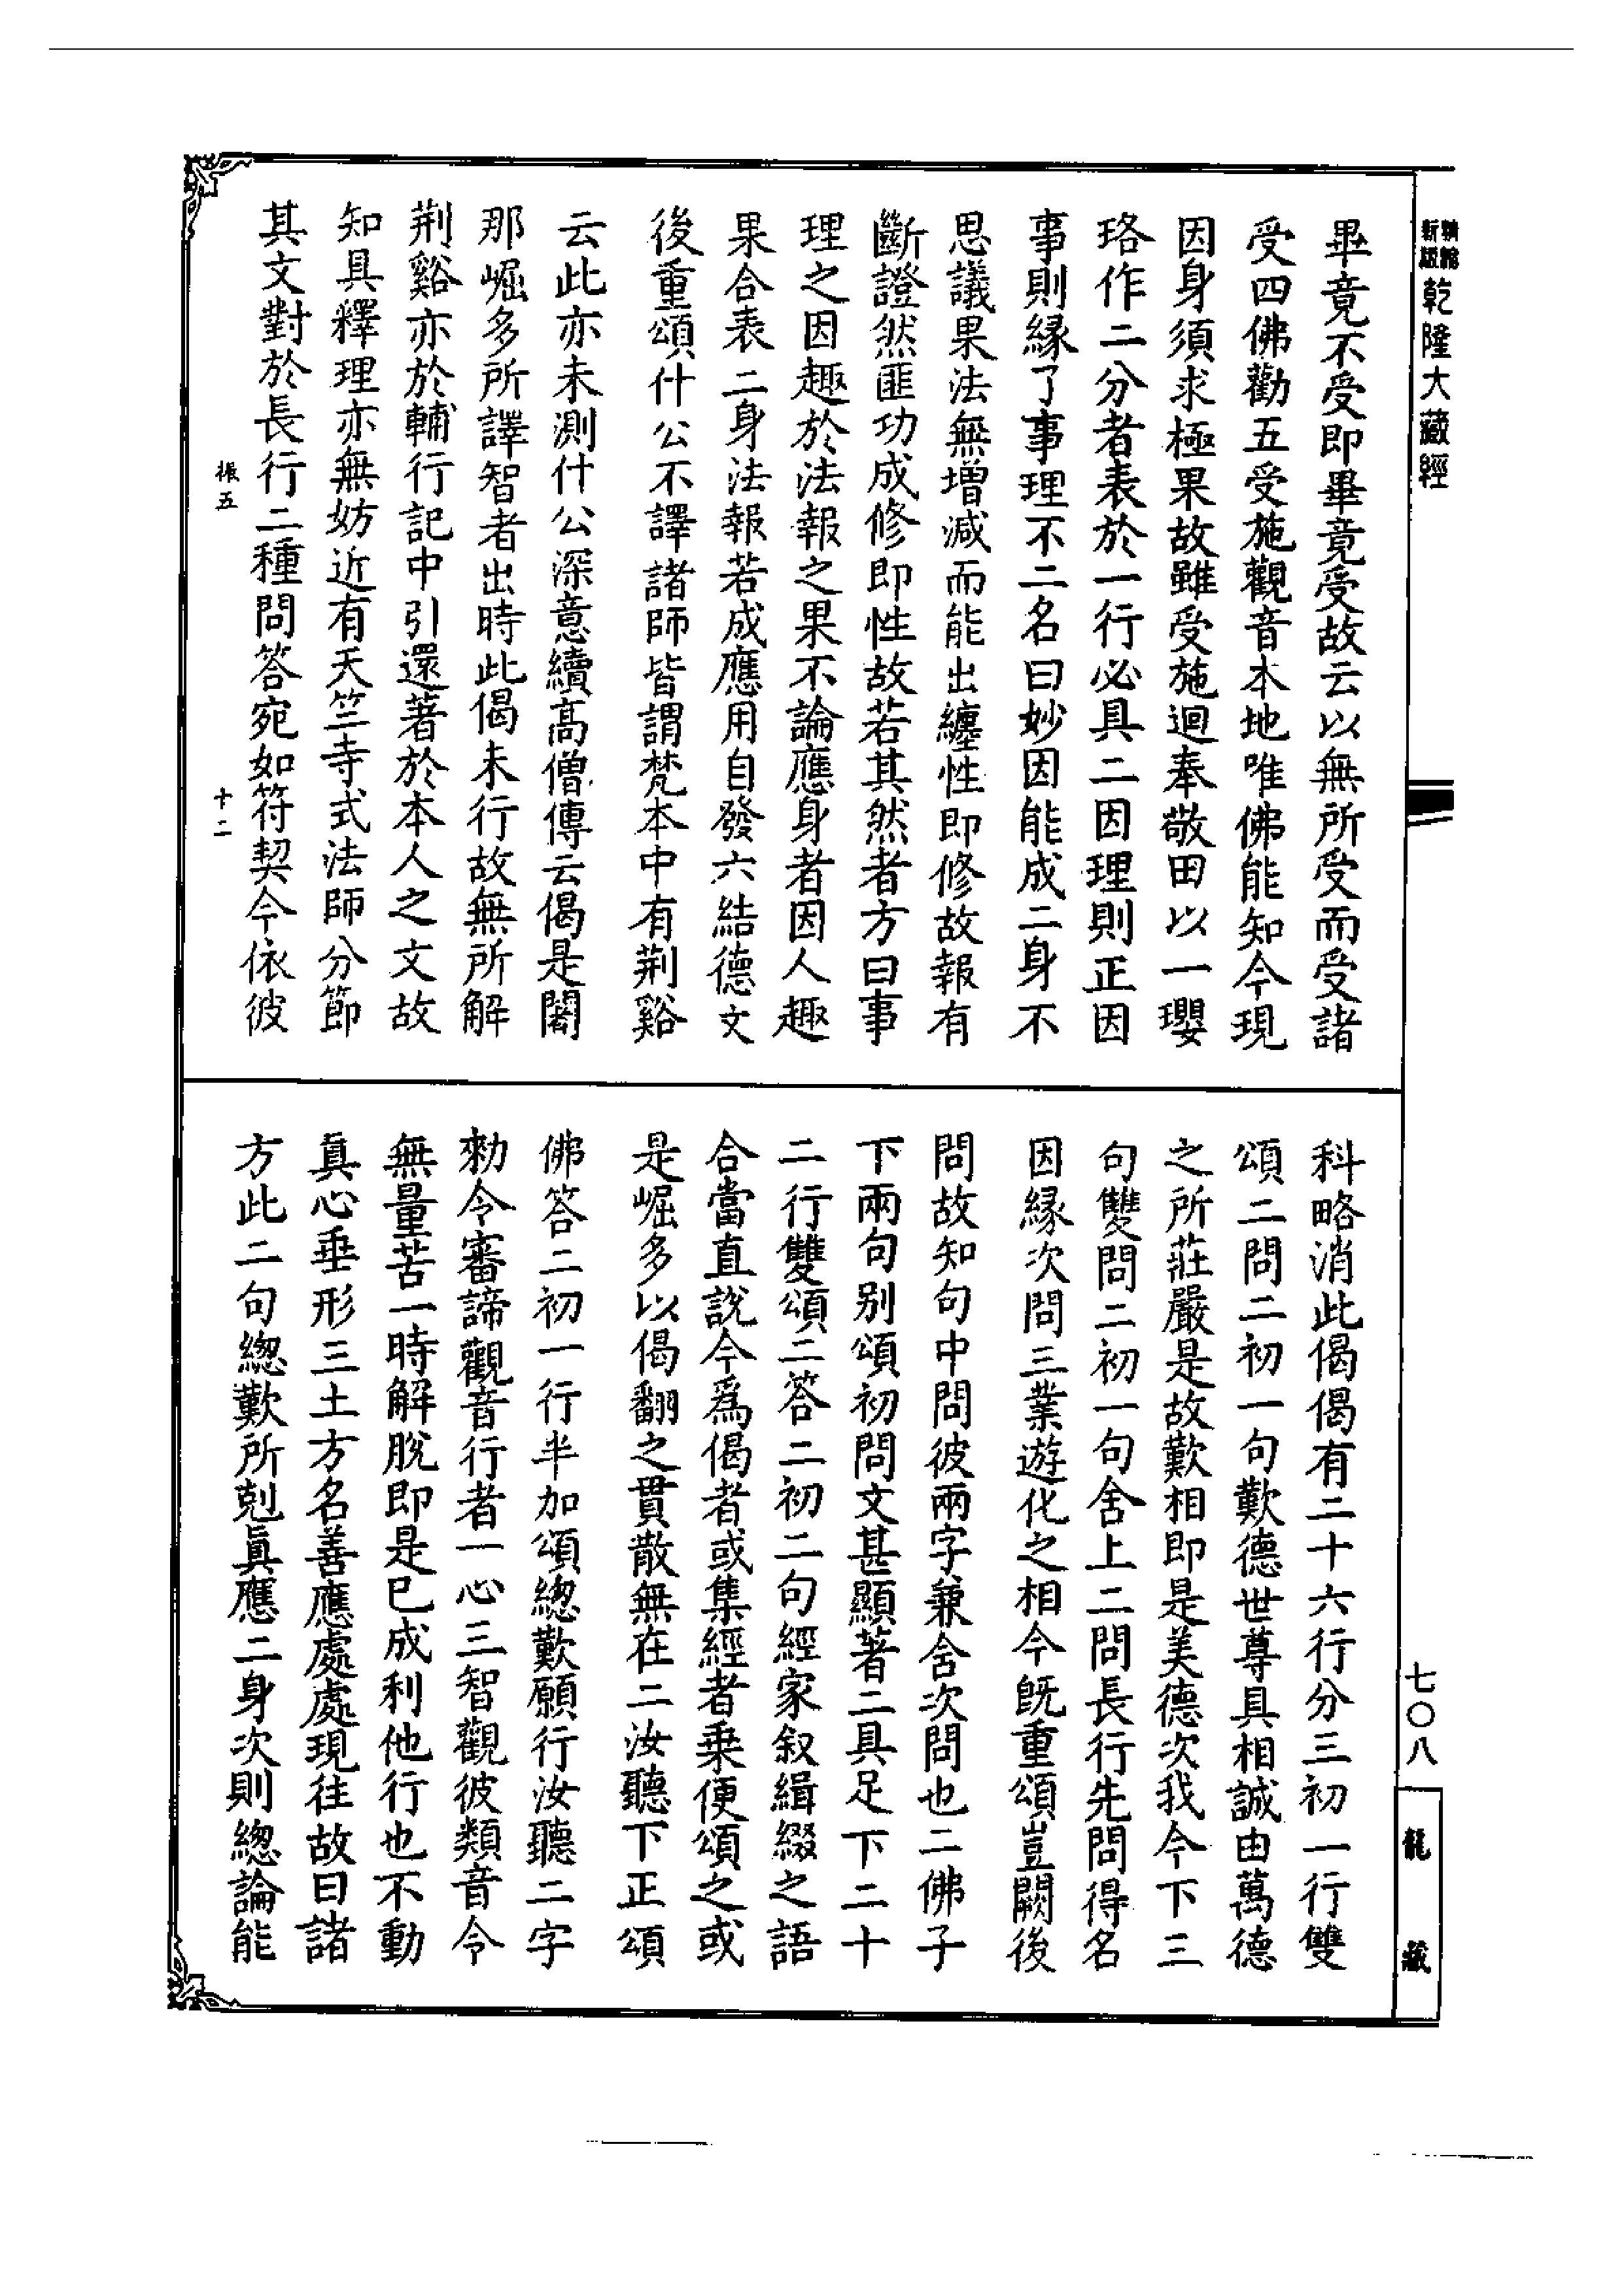 精縮
新版
乾隆大藏經
畢竟不受即畢竟受故云以無所受而受諸
受四佛勸五受施觀音本地唯佛能知今現
因身須求極果故雖受施迴奉敬田以一瓔
珞作二分者表於一行必具二因理則正因
事則緣了事理不二名曰妙因能成二身不
思議果法無增減而能出纏性即修故報有
斷證然匪功成修即性故若其然者方曰事
理之因趣於法報之果不論應身者因人趣
果合表二身法報若成應用自發六結德文
後重頌什公不譯諸師皆謂梵本中有荆谿
云此亦未測什公深意續高僧傳云偈是闍
那崛多所譯智者出時此偈未行故無所解
荆谿亦於輔行記中引還著於本人之文故
知具釋理亦無妨近有天竺寺式法師分節
其文對於長行二種問答宛如符契今依彼
振五
十二
科略消此偈偈有二十六行分三初一行雙
頌二問二初一句歎德世尊具相誠由萬德
之所莊嚴是故歎相即是美德次我今下三
句雙問二初一句舍上二問長行先問得名
因緣次問三業遊化之相今既重頌豈闕後
問故知句中問彼兩字兼舍次問也二佛子
下兩句別頌初問文甚顯著二具足下二十
二行雙頌二答二初二句經家叙緝綴之語
合當直說今爲偈者或集經者乗便頌之或
是崛多以偈翻之貫散無在二汝聽下正頌
佛答二初一行半加頌緫歎願行汝聽二字
勑令審諦觀音行者一心三智觀彼類音令
無量苦一時解脫即是已成利他行也不動
真心垂形三土方名善應處處現往故曰諸
方此二句緫歎所剋眞應二身次則緫論能
七〇八
龍藏